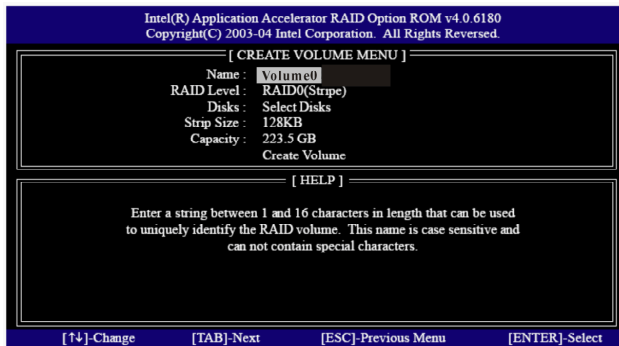 Intel(R) Application Accelerator RAID Option ROM v4.0.6180
Copyright(C) 2003-04 Intel Corporation. All Rights Reversed.
[ CREATE VOLUME MENU ]
Name : Volume0
RAID Level : RAID0(Stripe)
Disks : Select Disks
Strip Size : 128KB
Capacity : 223.5 GB
Create Volume
[ HELP ]
Enter a string between 1 and 16 characters in length that can be used
to uniquely identify the RAID volume. This name is case sensitive and
can not contain special characters.
[↑↓]-Change [TAB]-Next [ESC]-Previous Menu [ENTER]-Select